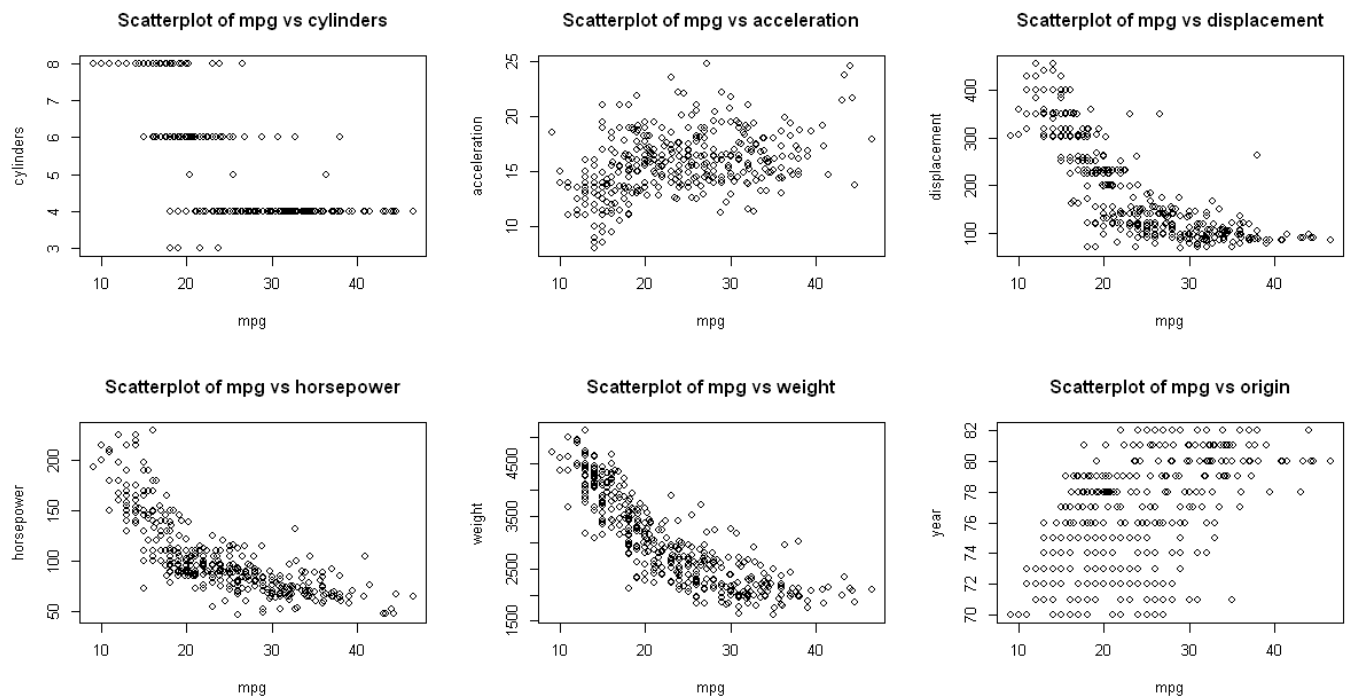 Scatterplot of mpg vs cylinders
cylinders
8
7
6
5
4
3
10 20 30 40
mpg
Scatterplot of mpg vs acceleration
acceleration
25
20
15
10
10 20 30 40
mpg
Scatterplot of mpg vs displacement
displacement
400
300
200
100
10 20 30 40
mpg
Scatterplot of mpg vs horsepower
horsepower
200
150
100
50
10 20 30 40
mpg
Scatterplot of mpg vs weight
weight
4500
3500
2500
1500
10 20 30 40
mpg
Scatterplot of mpg vs origin
year
82
80
78
76
74
72
70
10 20 30 40
mpg